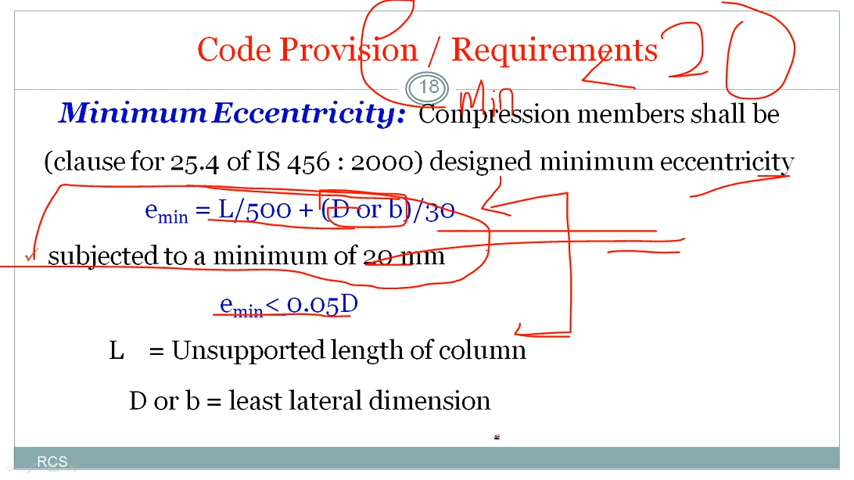 Code Provision / Requirements
e min < 20
18
Minimum Eccentricity: Compression members shall be
(clause for 25.4 of IS 456 : 2000) designed minimum eccentricity
emin = L/500 + (D or b)/30
subjected to a minimum of 20 mm
emin< 0.05D
L = Unsupported length of column
D or b = least lateral dimension
RCS